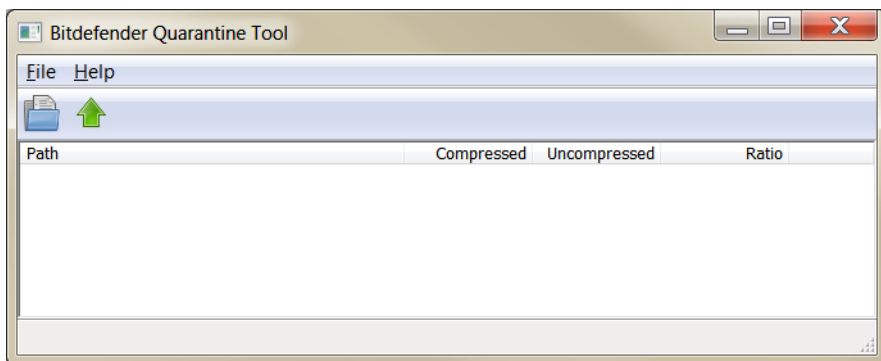 Bitdefender Quarantine Tool
File Help
Path Compressed Uncompressed Ratio